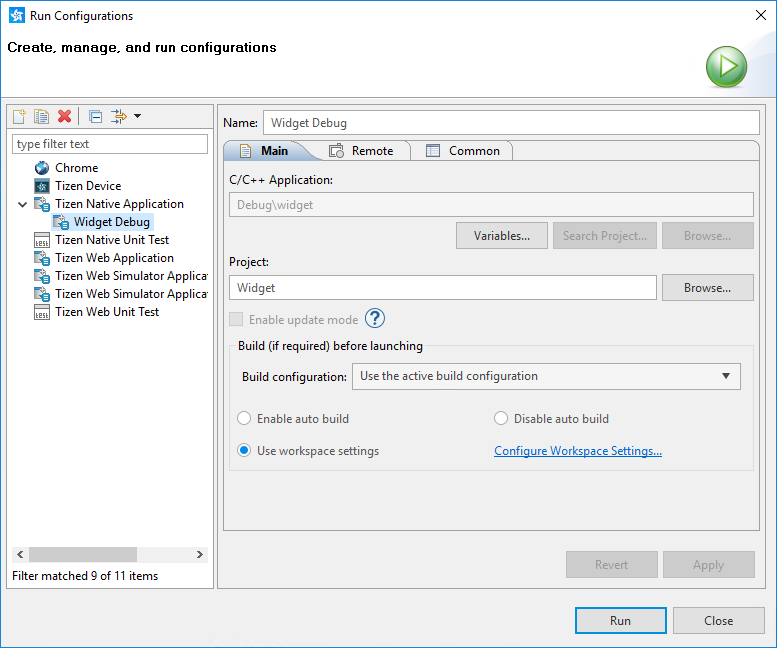 Run Configurations
Create, manage, and run configurations
type filter text
Chrome
Tizen Device
Tizen Native Application
Widget Debug
Tizen Native Unit Test
Tizen Web Application
Tizen Web Simulator Applica
Tizen Web Simulator Applica
Tizen Web Unit Test
Filter matched 9 of 11 items
Name: Widget Debug
Main Remote Common
C/C++ Application:
Debug\widget
Variables... Search Project... Browse...
Project:
Widget Browse...
Enable update mode ?
Build (if required) before launching
Build configuration: Use the active build configuration
Enable auto build Disable auto build
Use workspace settings Configure Workspace Settings...
Revert Apply
Run Close